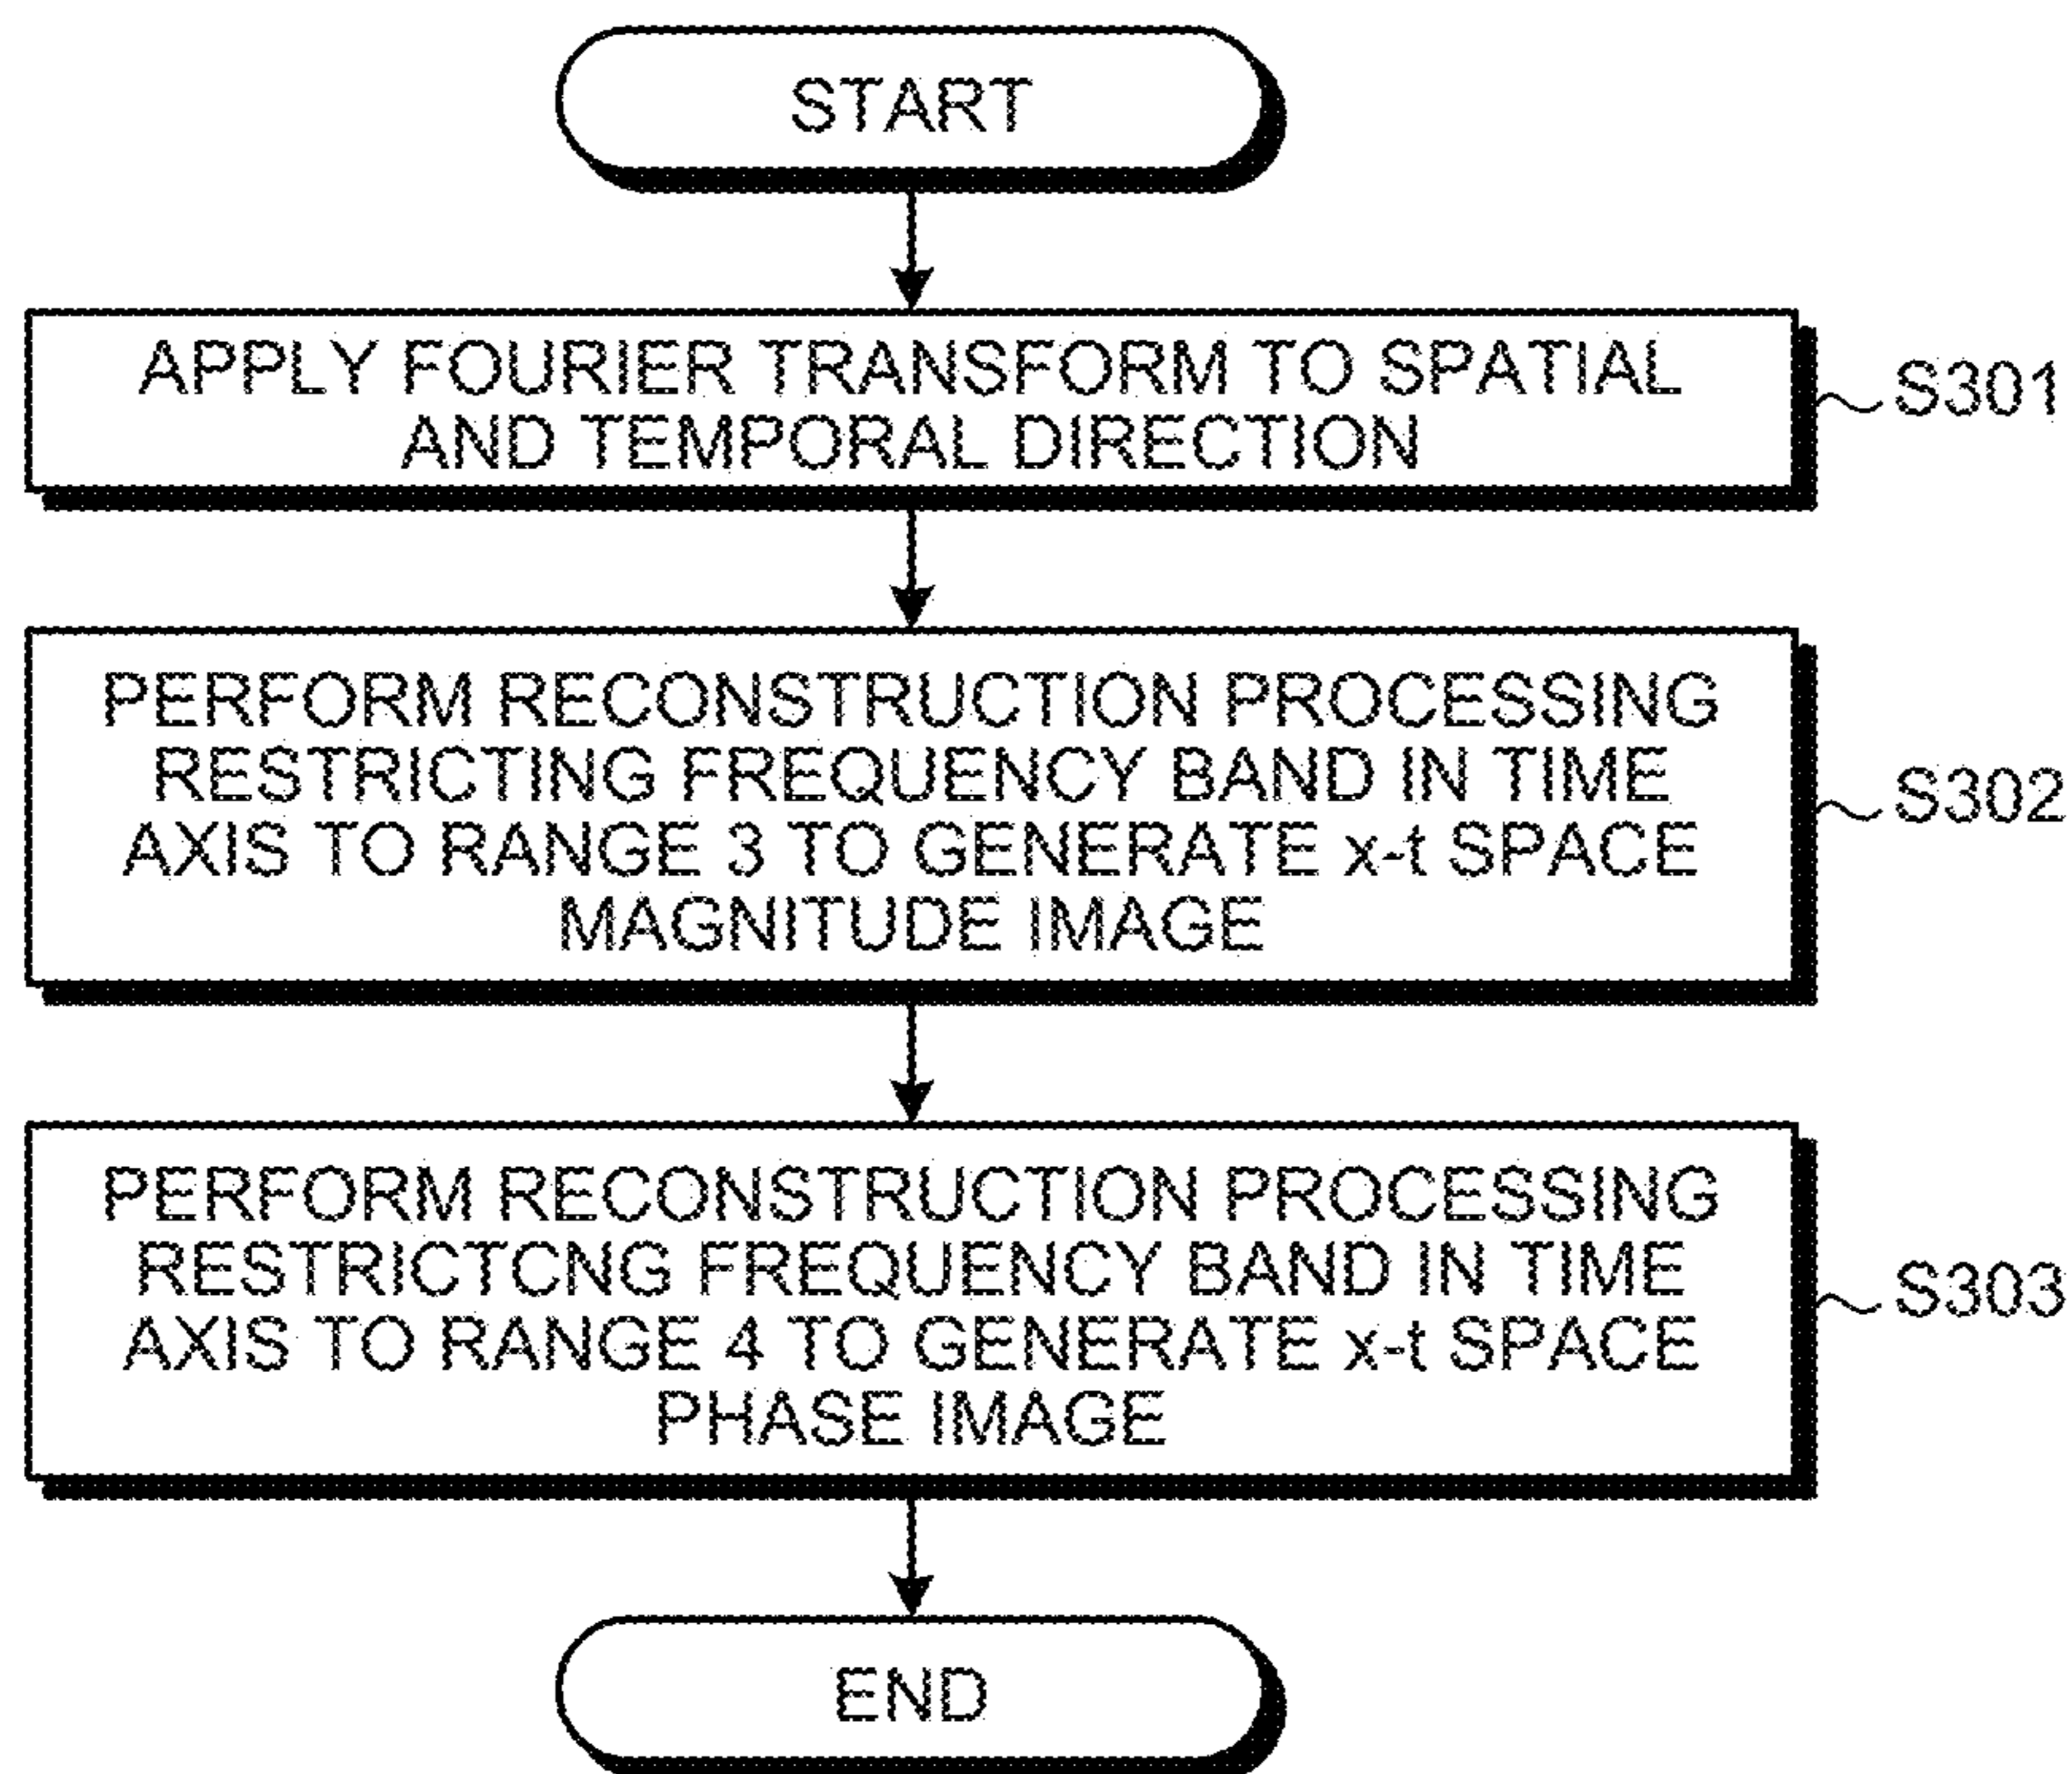 START
APPLY FOURIER TRANSFORM TO SPATIAL
AND TEMPORAL DIRECTION
S301
PERFORM RECONSTRUCTION PROCESSING
RESTRICTING FREQUENCY BAND IN TIME
AXIS TO RANGE 3 TO GENERATE x-t SPACE
MAGNITUDE IMAGE
S302
PERFORM RECONSTRUCTION PROCESSING
RESTRICTCNG FREQUENCY BAND IN TIME
AXIS TO RANGE 4 TO GENERATE x-t SPACE
PHASE IMAGE
S303
END